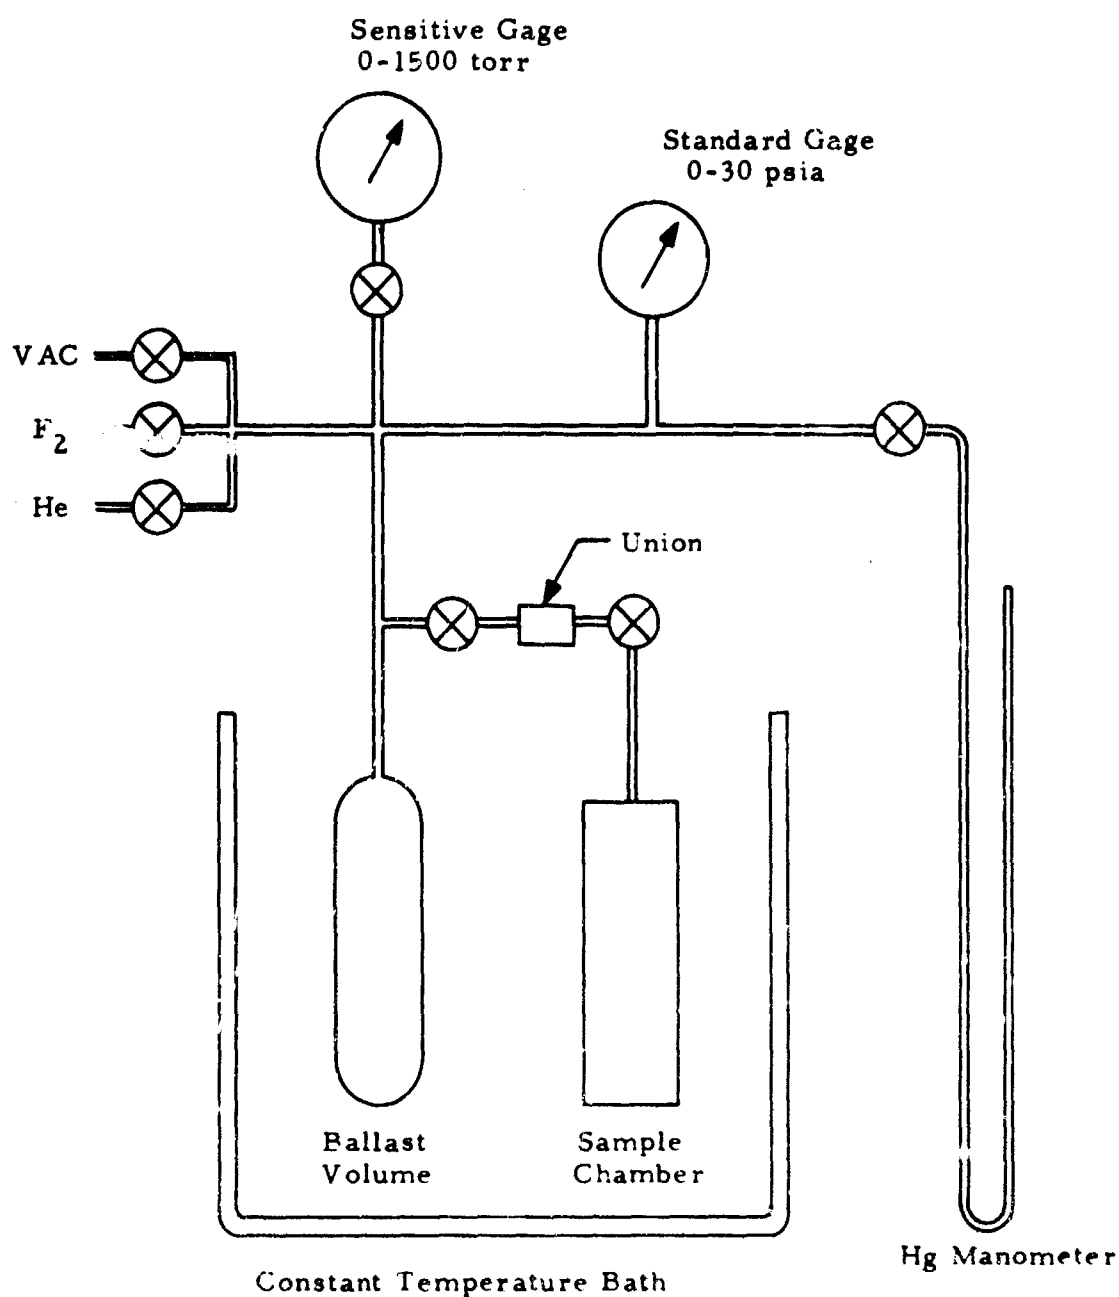 Sensitive Gage
0-1500 torr
Standard Gage
0-30 psia
VAC
F2
He
Union
Ballast
Volume
Sample
Chamber
Hg Manometer
Constant Temperature Bath